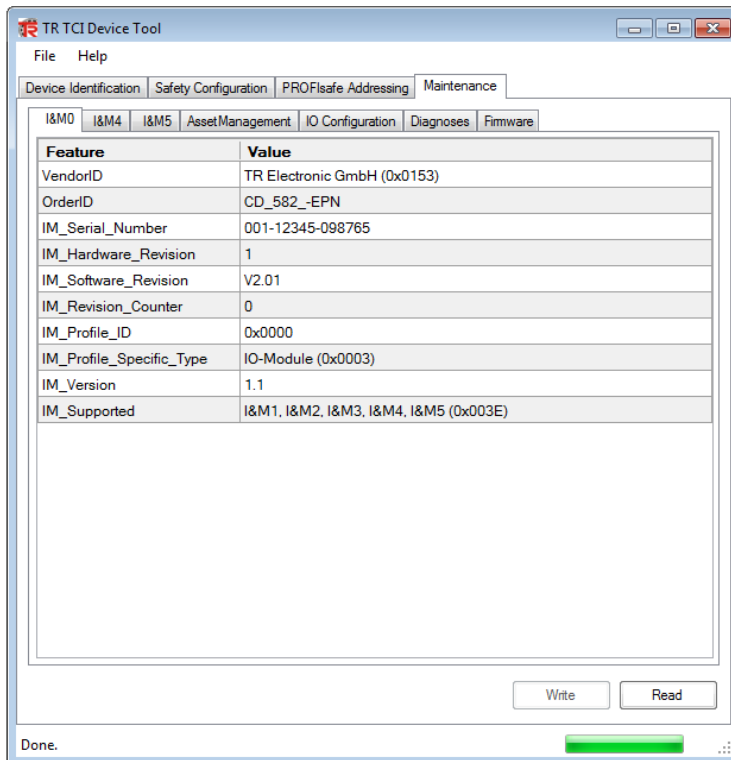 TR TCI Device Tool
File Help
Device Identification Safety Configuration PROFIsafe Addressing Maintenance
I&M0 I&M4 I&M5 AssetManagement IO Configuration Diagnoses Firmware
Feature Value
VendorID TR Electronic GmbH (0x0153)
OrderID CD_582_-EPN
IM_Serial_Number 001-12345-098765
IM_Hardware_Revision 1
IM_Software_Revision V2.01
IM_Revision_Counter 0
IM_Profile_ID 0x0000
IM_Profile_Specific_Type IO-Module (0x0003)
IM_Version 1.1
IM_Supported I&M1, I&M2, I&M3, I&M4, I&M5 (0x003E)
Write Read
Done.